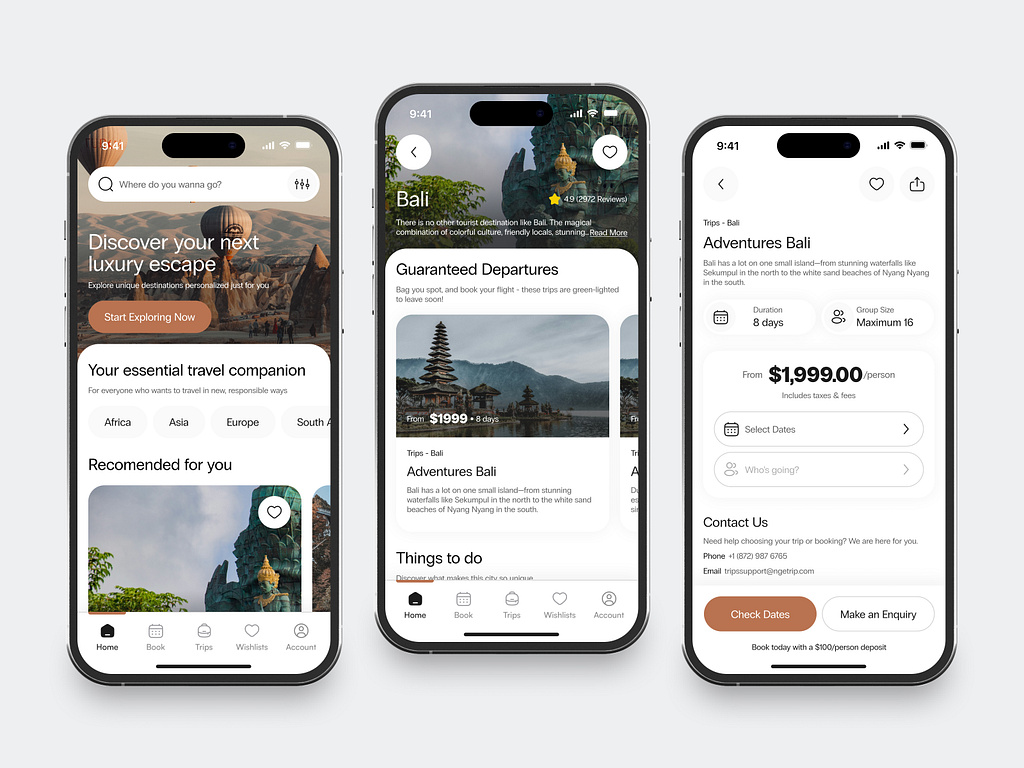 9:41
Where do you wanna go?
Discover your next
luxury escape
Explore unique destinations personalized just for you
Start Exploring Now
Your essential travel companion
For everyone who wants to travel in new, responsible ways
Africa Asia Europe South A
Recomended for you
Home Book Trips Wishlists Account
9:41
Bali
4.9 (2972 Reviews)
There is no other tourist destination like Bali. The magical
combination of colorful culture, friendly locals, stunning... Read More
Guaranteed Departures
Bag you spot, and book your flight - these trips are green-lighted
to leave soon!
From $1999 • 8 days
Fr
Trips - Bali
Tri
Adventures Bali
A
Bali has a lot on one small island—from stunning
waterfalls like Sekumpul in the north to the white sand
beaches of Nyang Nyang in the south.
Things to do
Discover what makes this city so unique
Home Book Trips Wishlists Account
9:41
Trips - Bali
Adventures Bali
Bali has a lot on one small island—from stunning waterfalls like
Sekumpul in the north to the white sand beaches of Nyang Nyang
in the south.
Duration
8 days
Group Size
Maximum 16
From $1,999.00/person
Includes taxes & fees
Select Dates
Who's going?
Contact Us
Need help choosing your trip or booking? We are here for you.
Phone +1 (872) 987 6765
Email tripssupport@ngetrip.com
Check Dates
Make an Enquiry
Book today with a $100/person deposit